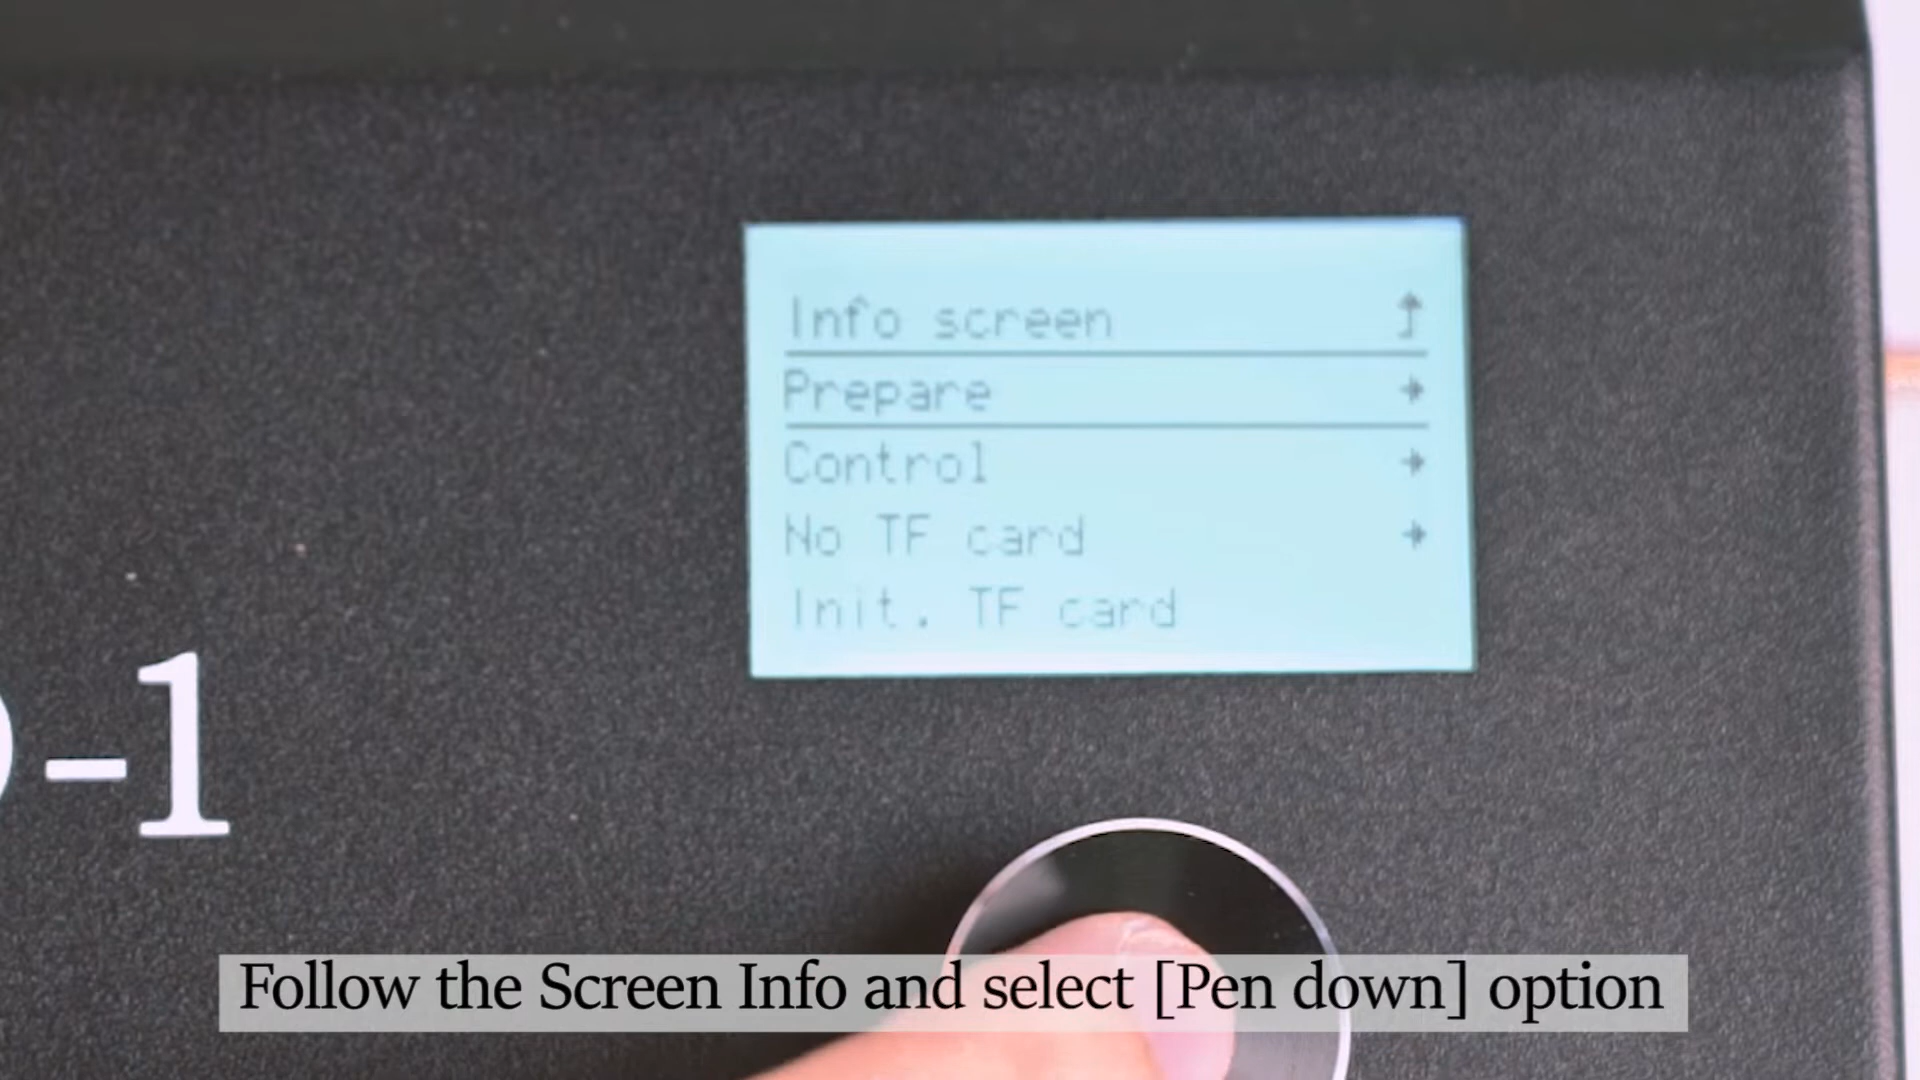 Info screen
Prepare
Control
No TF card
Init. TF card
-1
Follow the Screen Info and select [Pen down] option